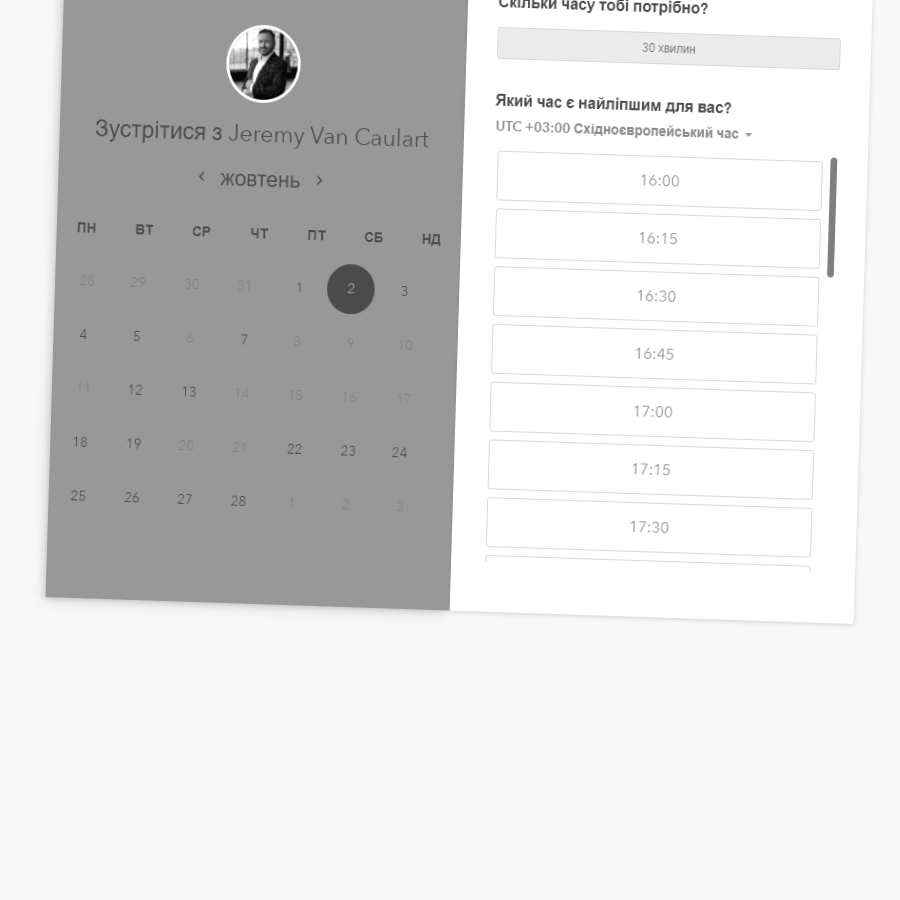 Зустрітися з Jeremy Van Caulart
жовтень
ПН ВТ СР ЧТ ПТ СБ НД
28 29 30 31 1 2 3
4 5 6 7 8 9 10
11 12 13 14 15 16 17
18 19 20 21 22 23 24
25 26 27 28 1 2 3
Скільки часу тобі потрібно?
30 хвилин
Який час є найліпшим для вас?
UTC +03:00 Східноєвропейський час
16:00
16:15
16:30
16:45
17:00
17:15
17:30